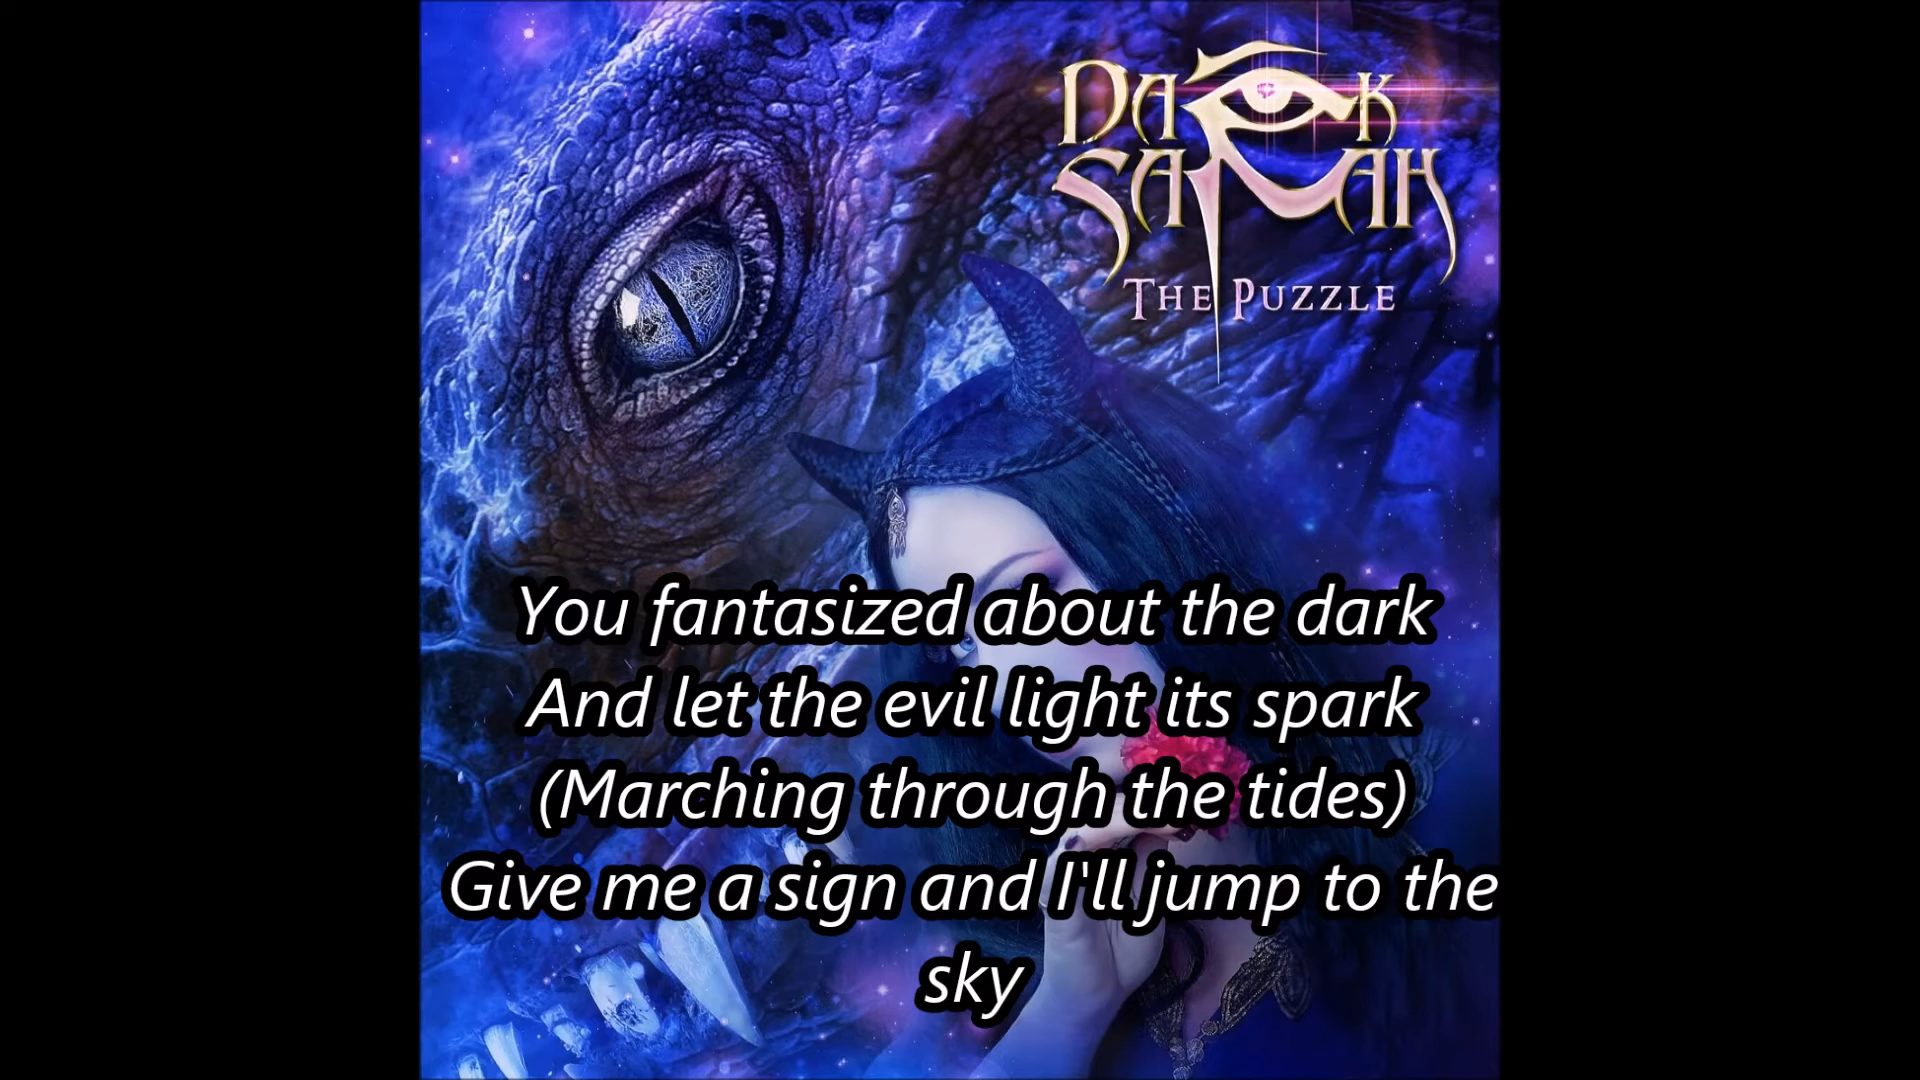 DARK
SARAH
THE PUZZLE
You fantasized about the dark
And let the evil light its spark
(Marching through the tides)
Give me a sign and I'll jump to the
sky